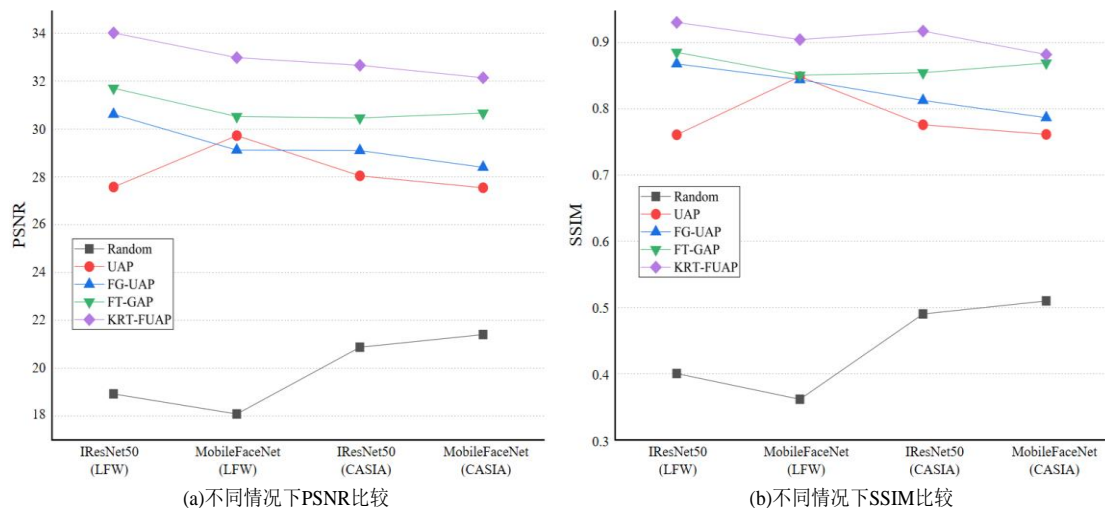 34
32
30
28
26
24
22
20
18
PSNR
Random
UAP
FG-UAP
FT-GAP
KRT-FUAP
IResNet50
(LFW)
MobileFaceNet
(LFW)
IResNet50
(CASIA)
MobileFaceNet
(CASIA)
(a)不同情况下PSNR比较
0.9
0.8
0.7
0.6
0.5
0.4
0.3
SSIM
Random
UAP
FG-UAP
FT-GAP
KRT-FUAP
IResNet50
(LFW)
MobileFaceNet
(LFW)
IResNet50
(CASIA)
MobileFaceNet
(CASIA)
(b)不同情况下SSIM比较